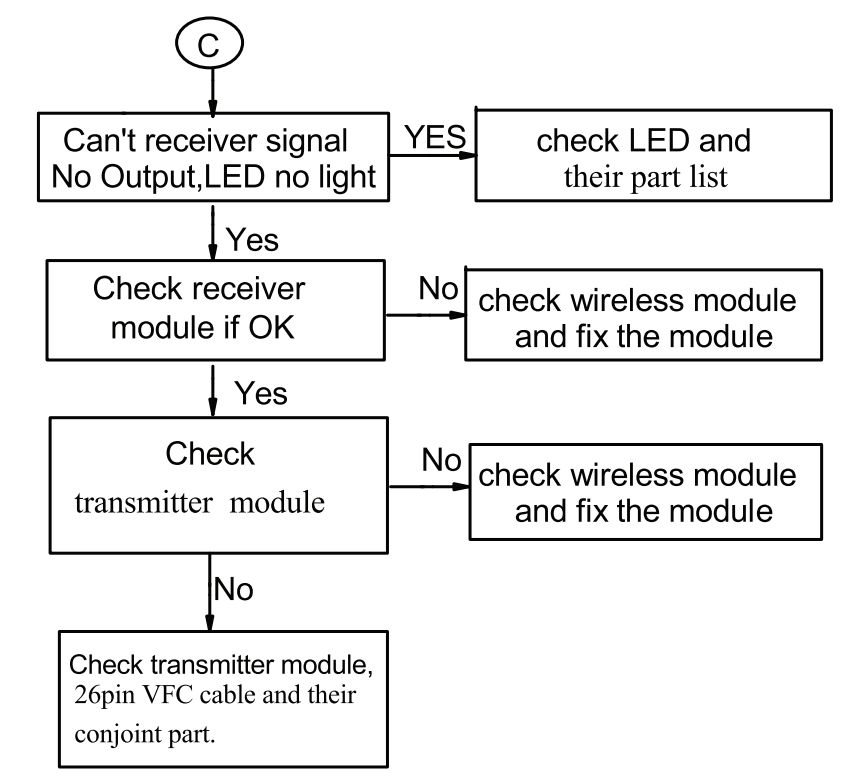 C
Can't receiver signal
No Output,LED no light
YES
check LED and
their part list
Yes
Check receiver
module if OK
No
check wireless module
and fix the module
Yes
Check
transmitter module
No
check wireless module
and fix the module
No
Check transmitter module,
26pin VFC cable and their
conjoint part.